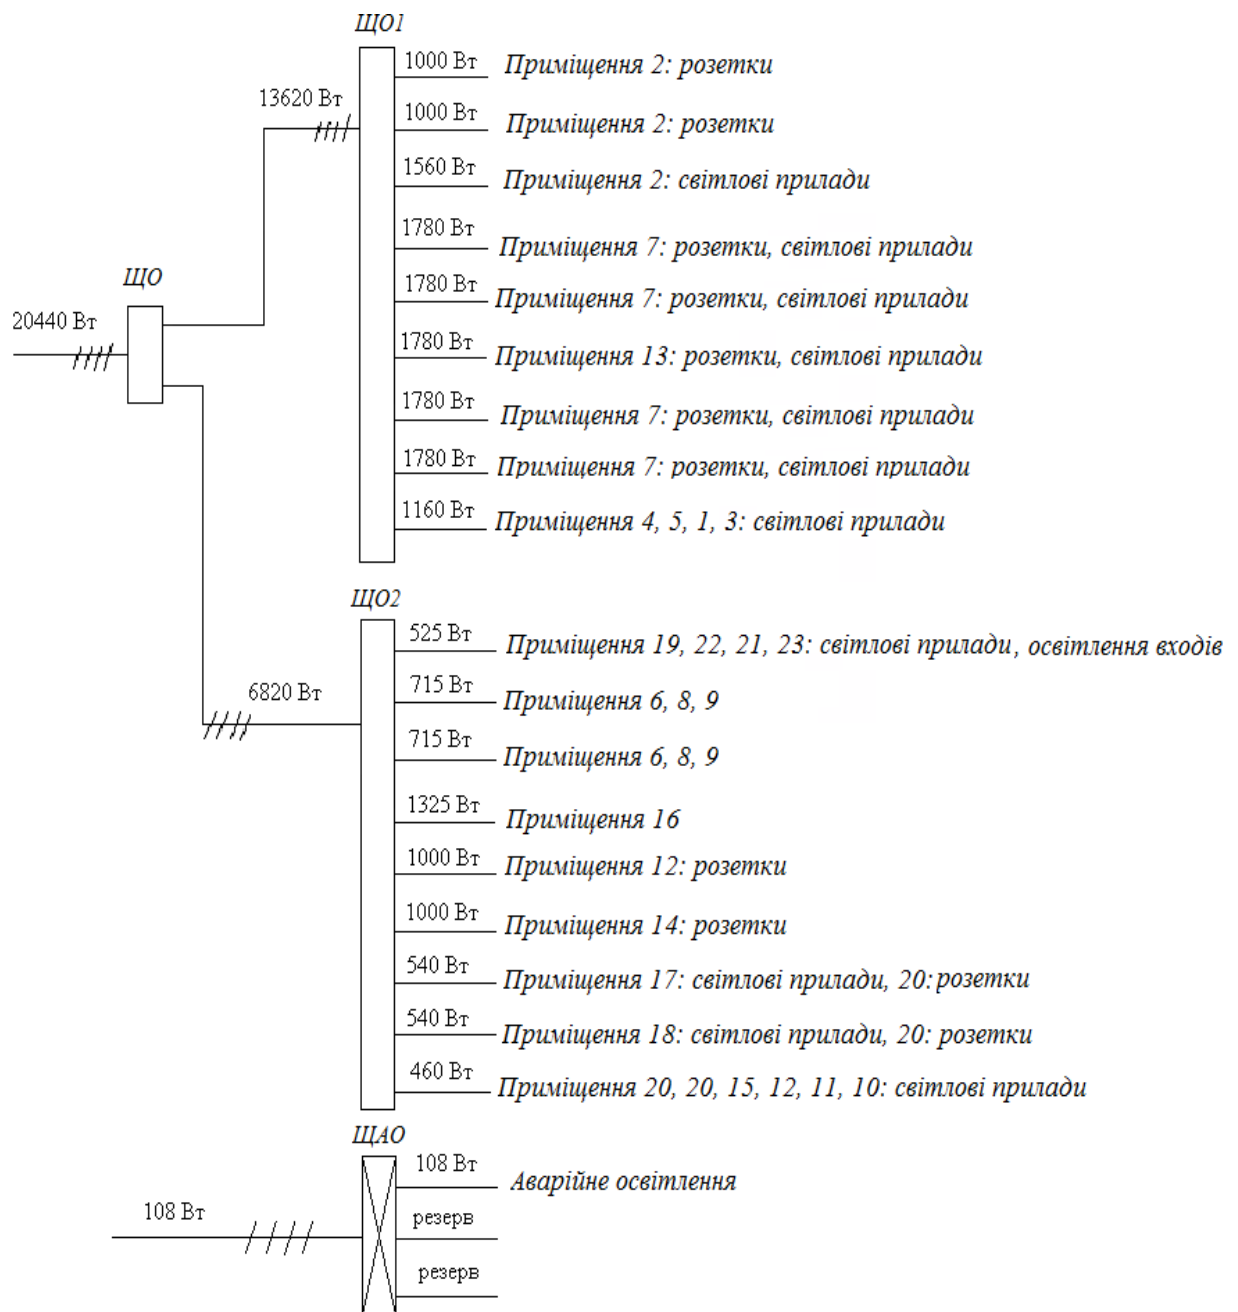 ЩО1
1000 Вт Приміщення 2: розетки
13620 Вт
1000 Вт Приміщення 2: розетки
1560 Вт Приміщення 2: світлові прилади
1780 Вт Приміщення 7: розетки, світлові прилади
ЩО
1780 Вт Приміщення 7: розетки, світлові прилади
20440 Вт
1780 Вт Приміщення 13: розетки, світлові прилади
1780 Вт Приміщення 7: розетки, світлові прилади
1780 Вт Приміщення 7: розетки, світлові прилади
1160 Вт Приміщення 4, 5, 1, 3: світлові прилади
ЩО2
525 Вт Приміщення 19, 22, 21, 23: світлові прилади, освітлення входів
6820 Вт
715 Вт Приміщення 6, 8, 9
715 Вт Приміщення 6, 8, 9
1325 Вт Приміщення 16
1000 Вт Приміщення 12: розетки
1000 Вт Приміщення 14: розетки
540 Вт Приміщення 17: світлові прилади, 20: розетки
540 Вт Приміщення 18: світлові прилади, 20: розетки
460 Вт Приміщення 20, 20, 15, 12, 11, 10: світлові прилади
ЩАО
108 Вт Аварійне освітлення
108 Вт
резерв
резерв